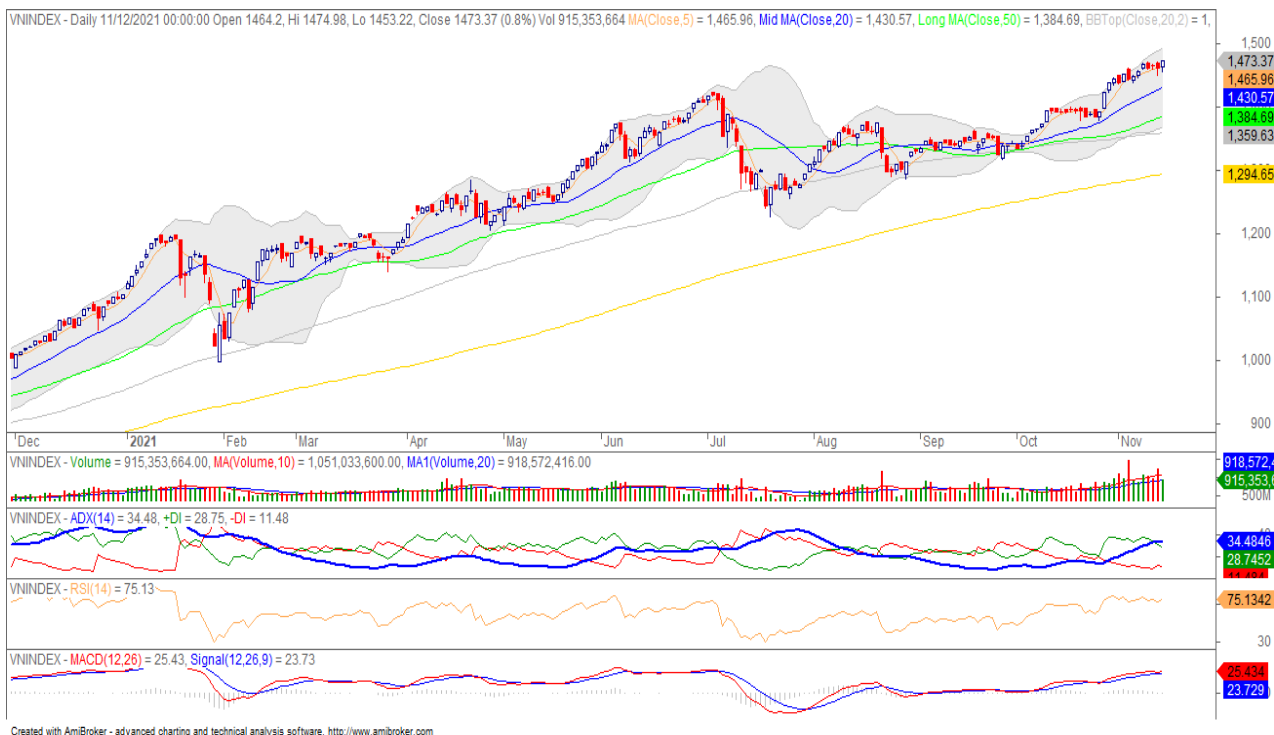 VNINDEX - Daily 11/12/2021 00:00:00 Open 1464.2, Hi 1474.98, Lo 1453.22, Close 1473.37 (0.8%) Vol 915,353,664 MA(Close,5) = 1,465.96, Mid MA(Close,20) = 1,430.57, Long MA(Close,50) = 1,384.69, BBTop(Close,20,2) = 1,
1,500
1,473.37
1,465.96
1,430.57
1,384.69
1,359.63
1,294.65
1,200
1,100
1,000
900
Dec 2021 Feb Mar Apr May Jun Jul Aug Sep Oct Nov
VNINDEX - Volume = 915,353,664.00, MA(Volume,10) = 1,051,033,600.00, MA1(Volume,20) = 918,572,416.00
918,572,4
915,353,6
500M
VNINDEX - ADX(14) = 34.48, +DI = 28.75, -DI = 11.48
34.4846
28.7452
VNINDEX - RSI(14) = 75.13
75.1342
30
VNINDEX - MACD(12,26) = 25.43, Signal(12,26,9) = 23.73
25.434
23.729
Created with AmiBroker - advanced charting and technical analysis software. http://www.amibroker.com